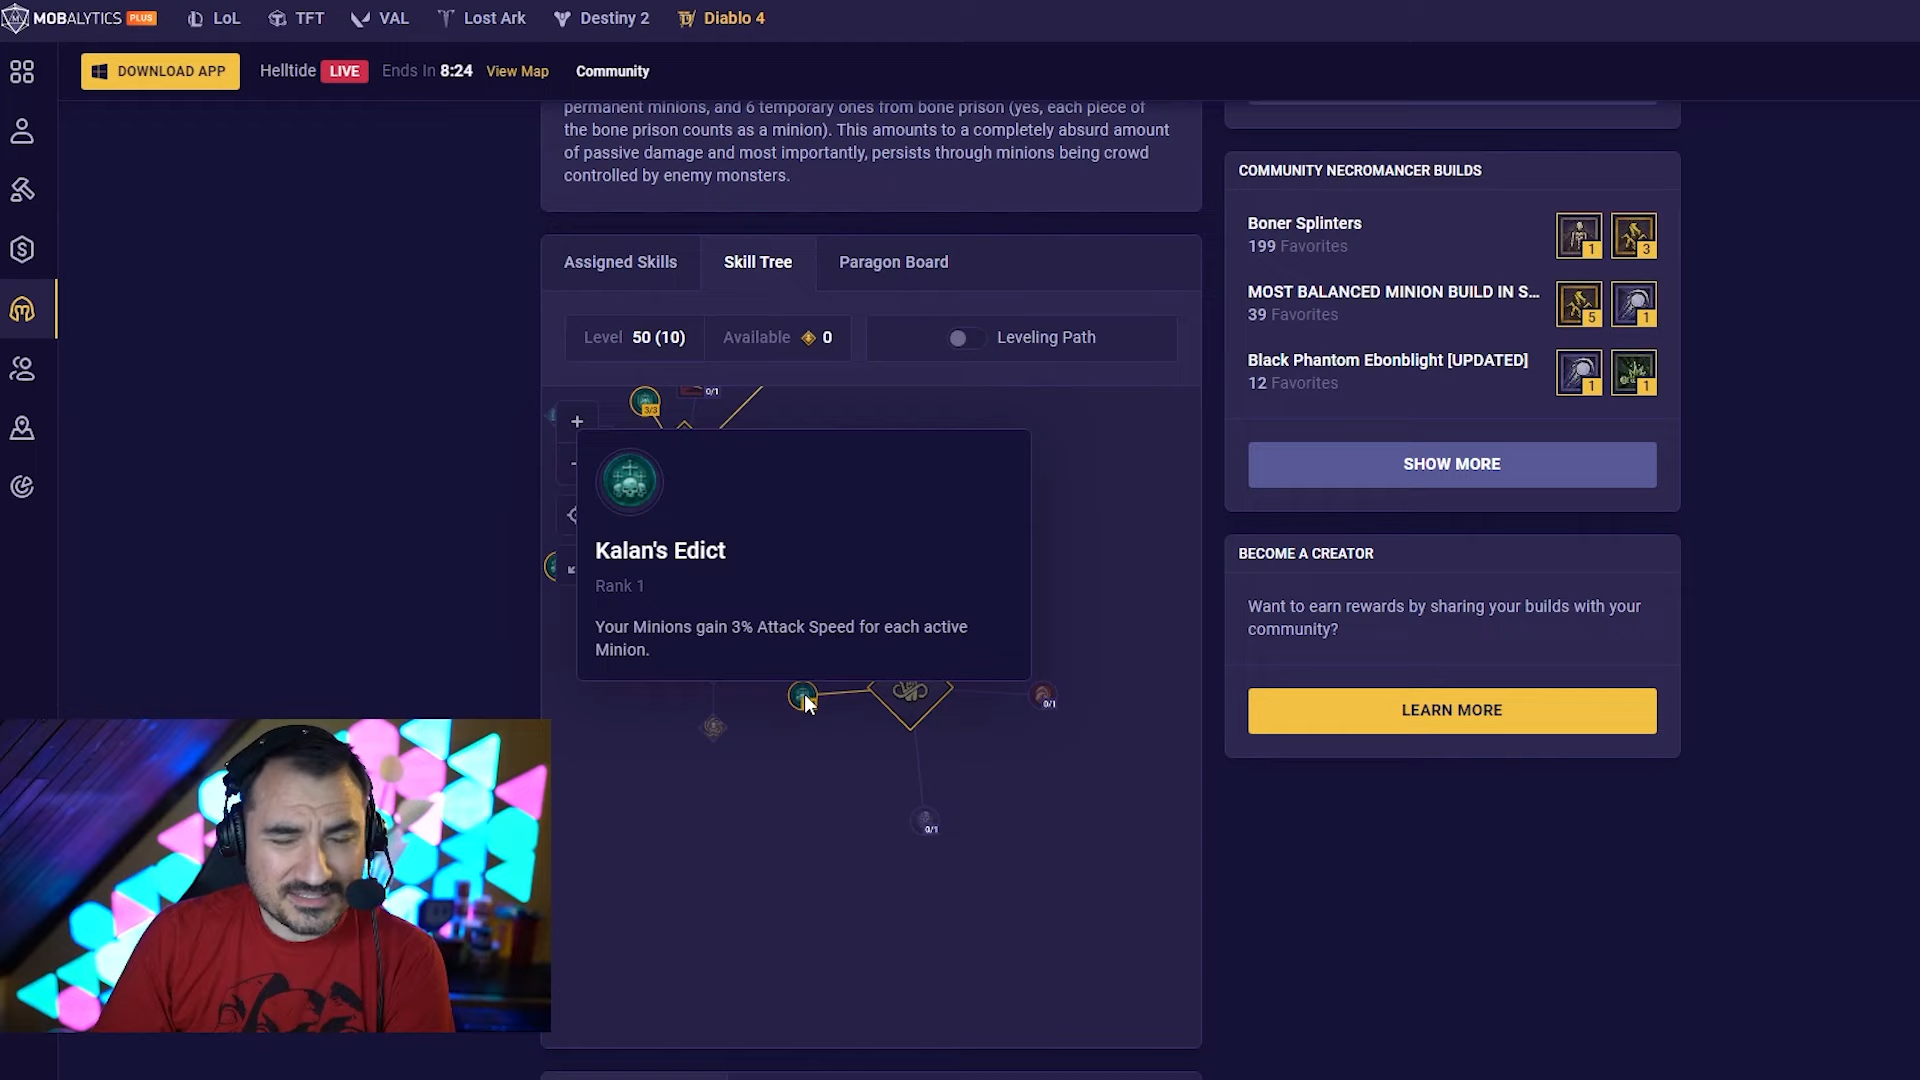 MOBALYTICS PLUS LoL TFT VAL Lost Ark Destiny 2 Diablo 4
DOWNLOAD APP Helltide LIVE Ends In 8:24 View Map Community
permanent minions, and 6 temporary ones from bone prison (yes, each piece of
the bone prison counts as a minion). This amounts to a completely absurd amount
of passive damage and most importantly, persists through minions being crowd
controlled by enemy monsters.
Assigned Skills Skill Tree Paragon Board
Level 50 (10) Available 0 Leveling Path
0/1
3/3
Kalan's Edict
Rank 1
Your Minions gain 3% Attack Speed for each active
Minion.
0/1
0/1
COMMUNITY NECROMANCER BUILDS
Boner Splinters
199 Favorites
1 3
MOST BALANCED MINION BUILD IN S...
39 Favorites
5 1
Black Phantom Ebonblight [UPDATED]
12 Favorites
1 1
SHOW MORE
BECOME A CREATOR
Want to earn rewards by sharing your builds with your
community?
LEARN MORE